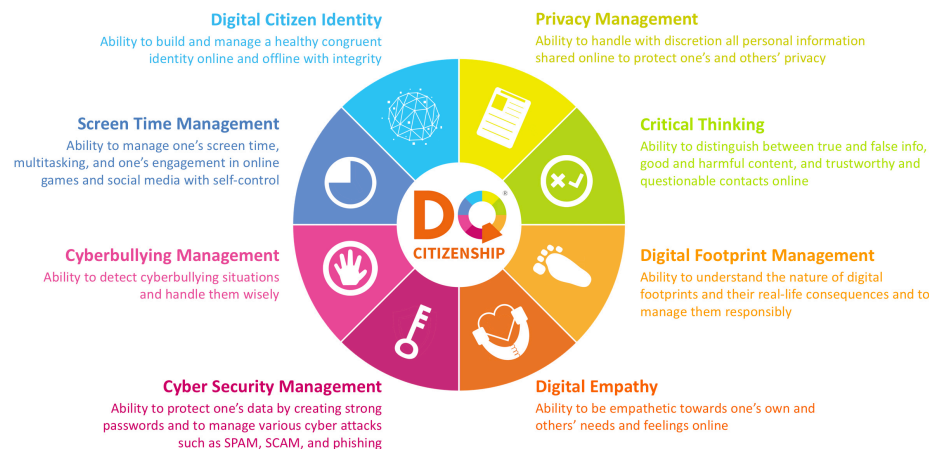 Digital Citizen Identity
Ability to build and manage a healthy congruent
identity online and offline with integrity
Privacy Management
Ability to handle with discretion all personal information
shared online to protect one's and others' privacy
Screen Time Management
Ability to manage one's screen time,
multitasking, and one's engagement in online
games and social media with self-control
Critical Thinking
Ability to distinguish between true and false info,
good and harmful content, and trustworthy and
questionable contacts online
DQ®
CITIZENSHIP
Cyberbullying Management
Ability to detect cyberbullying situations
and handle them wisely
Digital Footprint Management
Ability to understand the nature of digital
footprints and their real-life consequences and to
manage them responsibly
Cyber Security Management
Ability to protect one's data by creating strong
passwords and to manage various cyber attacks
such as SPAM, SCAM, and phishing
Digital Empathy
Ability to be empathetic towards one's own and
others' needs and feelings online